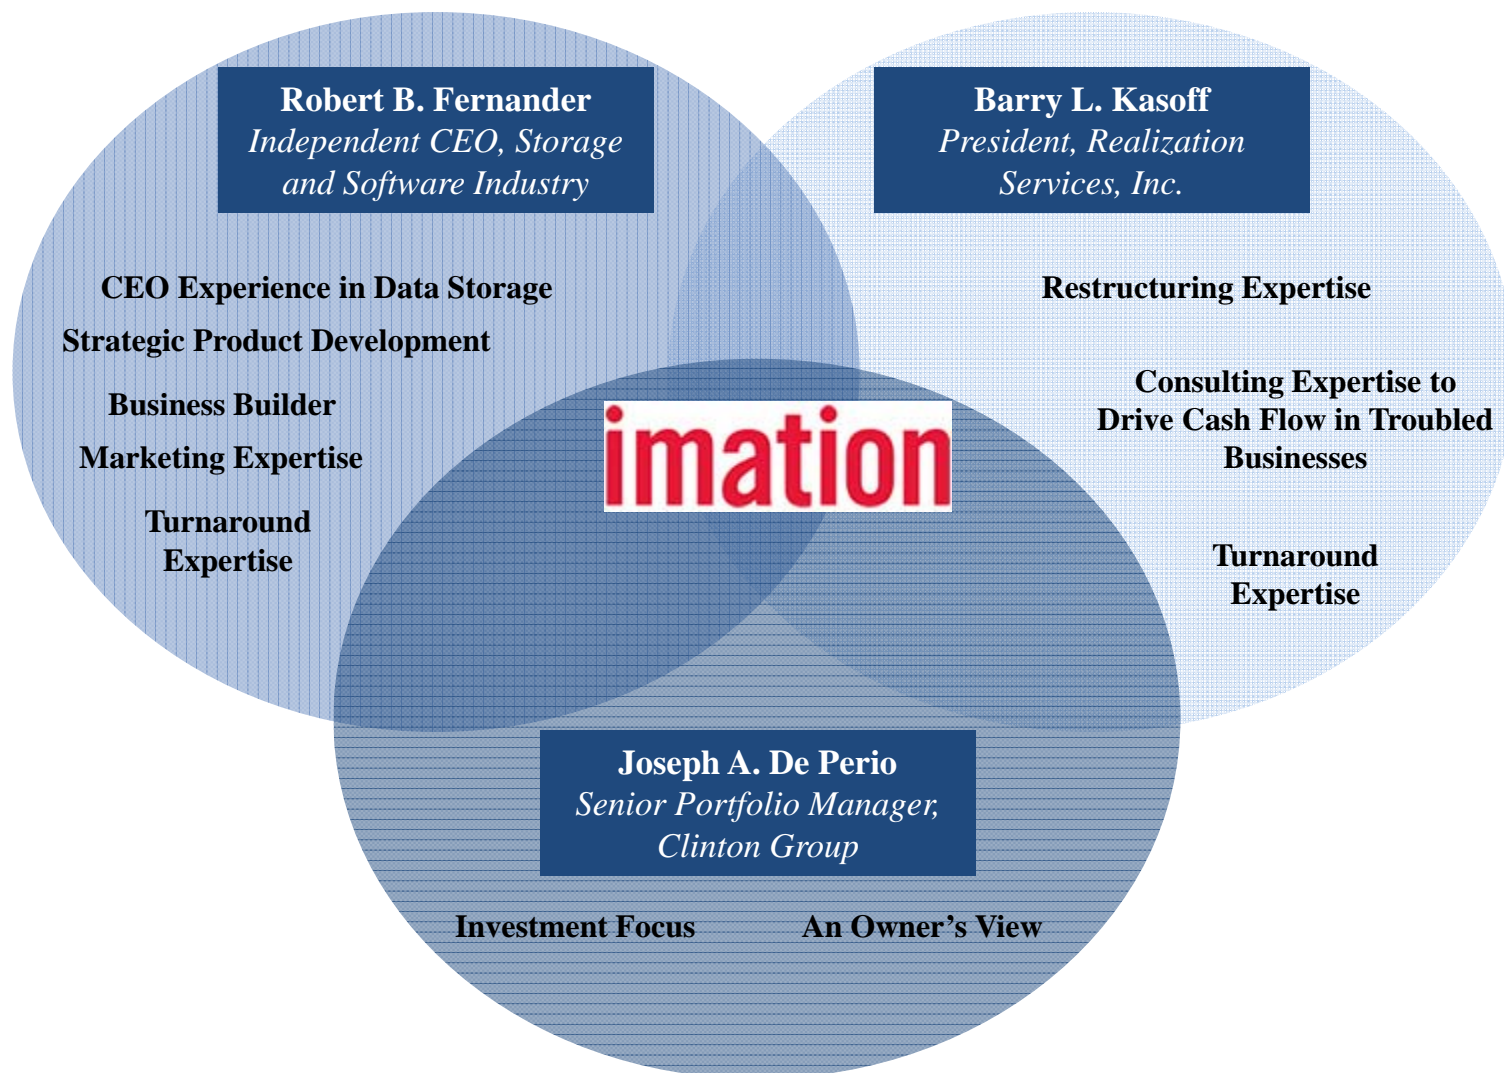 Robert B. Fernander
Independent CEO, Storage
and Software Industry
CEO Experience in Data Storage
Strategic Product Development
Business Builder
Marketing Expertise
Turnaround
Expertise
Barry L. Kasoff
President, Realization
Services, Inc.
Restructuring Expertise
Consulting Expertise to
Drive Cash Flow in Troubled
Businesses
Turnaround
Expertise
imation
Joseph A. De Perio
Senior Portfolio Manager,
Clinton Group
Investment Focus
An Owner’s View